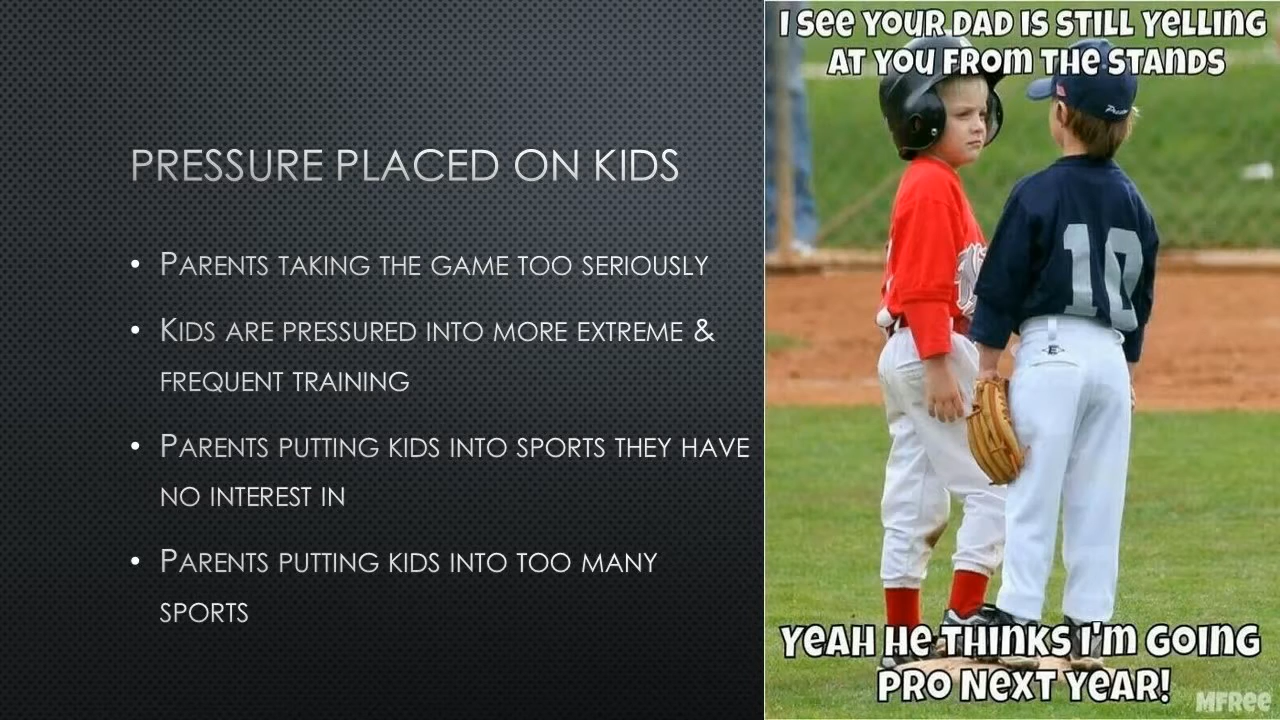 PRESSURE PLACED ON KIDS
• PARENTS TAKING THE GAME TOO SERIOUSLY
• KIDS ARE PRESSURED INTO MORE EXTREME &
FREQUENT TRAINING
• PARENTS PUTTING KIDS INTO SPORTS THEY HAVE
NO INTEREST IN
• PARENTS PUTTING KIDS INTO TOO MANY
SPORTS
I SEE YOUR DAD IS STILL YELLING
AT YOU FROM THE STANDS
10
E
YEAH HE THINKS I'M GOING
PRO NEXT YEAR!
MFRee